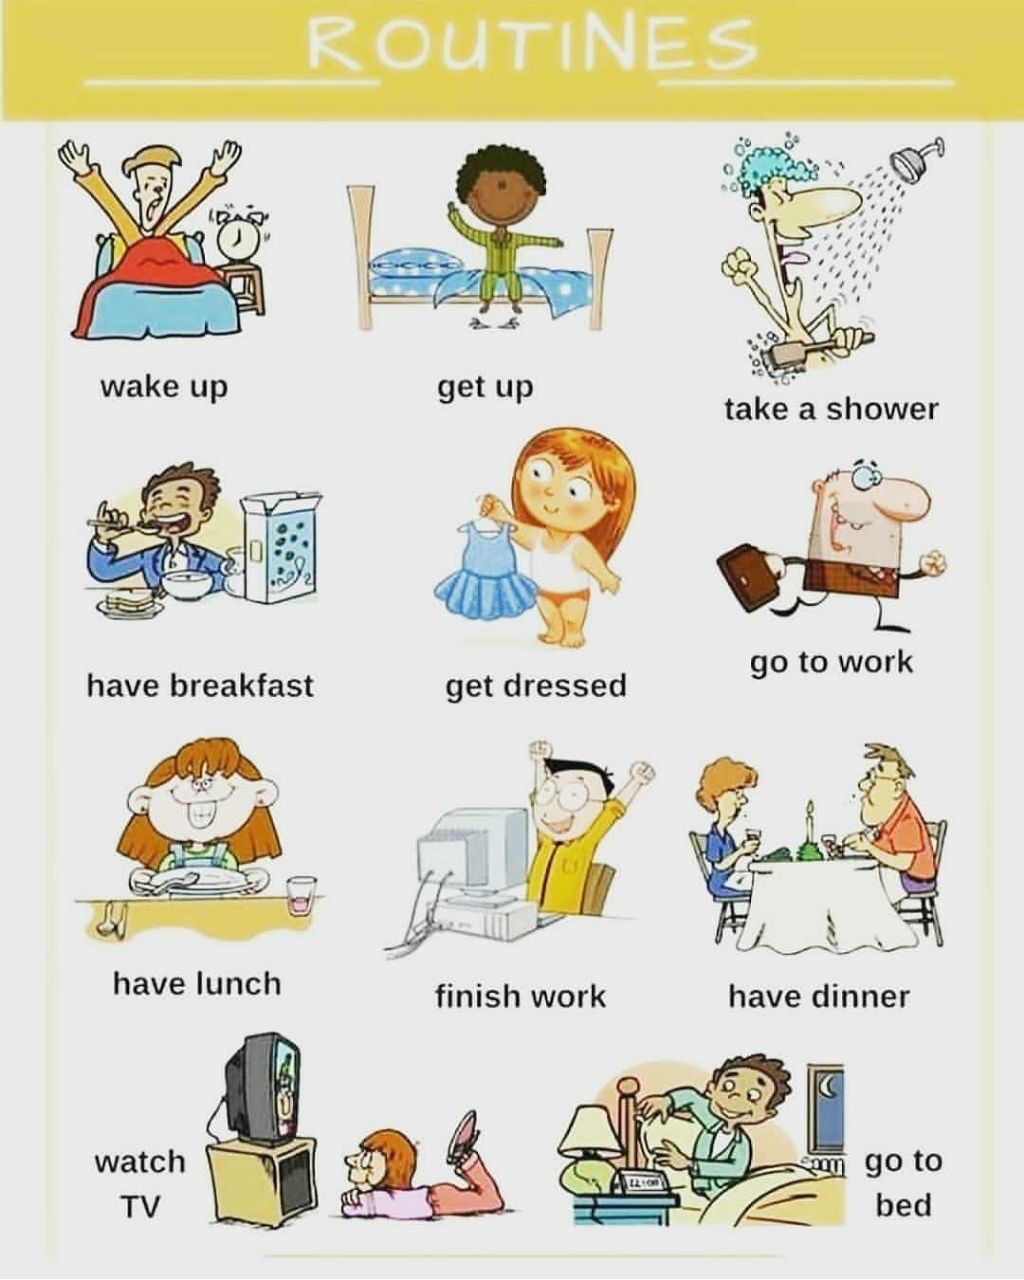 ROUTINES
wake up
get up
take a shower
have breakfast
get dressed
go to work
have lunch
finish work
have dinner
watch
TV
go to
bed